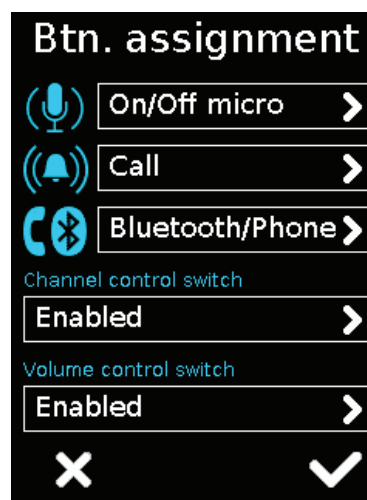 Btn. assignment
On/Off micro
Call
Bluetooth/Phone
Channel control switch
Enabled
Volume control switch
Enabled